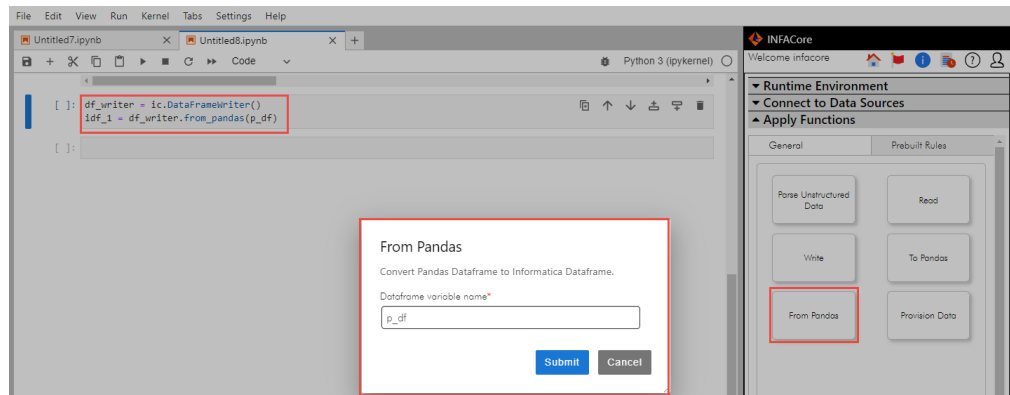 File Edit View Run Kernel Tabs Settings Help
Untitled7.ipynb
Untitled8.ipynb
INFACore
Code
Python 3 (ipykernel)
Welcome infacore
[ ]: df_writer = ic.DataFrameWriter()
idf_1 = df_writer.from_pandas(p_df)
[ ]:
Runtime Environment
Connect to Data Sources
Apply Functions
General Prebuilt Rules
Parse Unstructured
Data
Read
Write
To Pandas
From Pandas
Provision Data
From Pandas
Convert Pandas Dataframe to Informatica Dataframe.
Dataframe variable name*
p_df
Submit Cancel